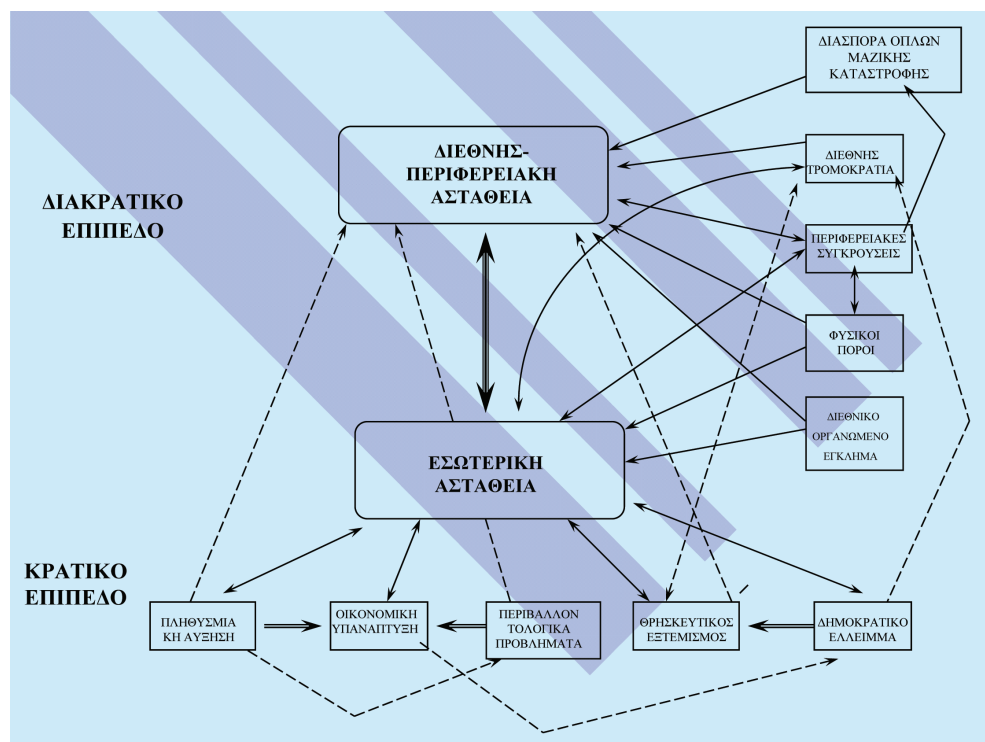 ΔΙΑΣΠΟΡΑ ΟΠΛΩΝ
ΜΑΖΙΚΗΣ
ΚΑΤΑΣΤΡΟΦΗΣ
ΔΙΕΘΝΗΣ-
ΠΕΡΙΦΕΡΕΙΑΚΗ
ΑΣΤΑΘΕΙΑ
ΔΙΕΘΝΗΣ
ΤΡΟΜΟΚΡΑΤΙΑ
ΔΙΑΚΡΑΤΙΚΟ
ΕΠΙΠΕΔΟ
ΠΕΡΙΦΕΡΕΙΑΚΕΣ
ΣΥΓΚΡΟΥΣΕΙΣ
ΦΥΣΙΚΟΙ
ΠΟΡΟΙ
ΔΙΕΘΝΙΚΟ
ΟΡΓΑΝΩΜΕΝΟ
ΕΓΚΛΗΜΑ
ΕΣΩΤΕΡΙΚΗ
ΑΣΤΑΘΕΙΑ
ΚΡΑΤΙΚΟ
ΕΠΙΠΕΔΟ
ΠΛΗΘΥΣΜΙΑ
ΚΗ ΑΥΞΗΣΗ
ΟΙΚΟΝΟΜΙΚΗ
ΥΠΑΝΑΠΤΥΞΗ
ΠΕΡΙΒΑΛΛΟΝ
ΤΟΛΟΓΙΚΑ
ΠΡΟΒΛΗΜΑΤΑ
ΘΡΗΣΚΕΥΤΙΚΟΣ
ΕΞΤΕΜΙΣΜΟΣ
ΔΗΜΟΚΡΑΤΙΚΟ
ΕΛΛΕΙΜΜΑ